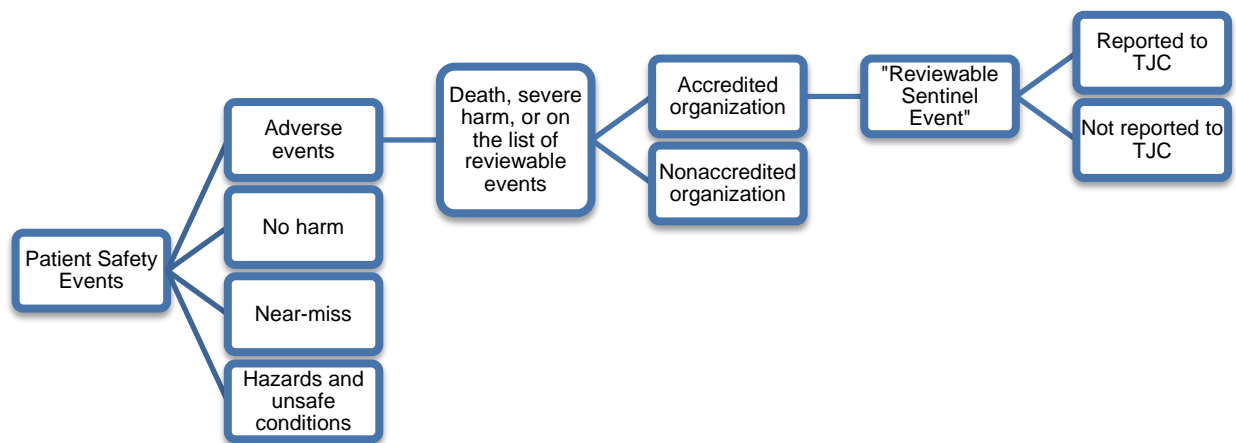 Patient Safety
Events
Adverse
events
No harm
Near-miss
Hazards and
unsafe
conditions
Death, severe
harm, or on
the list of
reviewable
events
Accredited
organization
Nonaccredited
organization
"Reviewable
Sentinel
Event"
Reported to
TJC
Not reported to
TJC